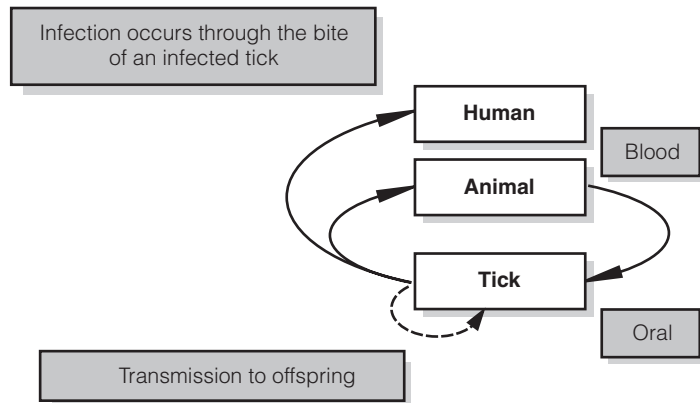 Infection occurs through the bite
of an infected tick
Human
Blood
Animal
Tick
Oral
Transmission to offspring